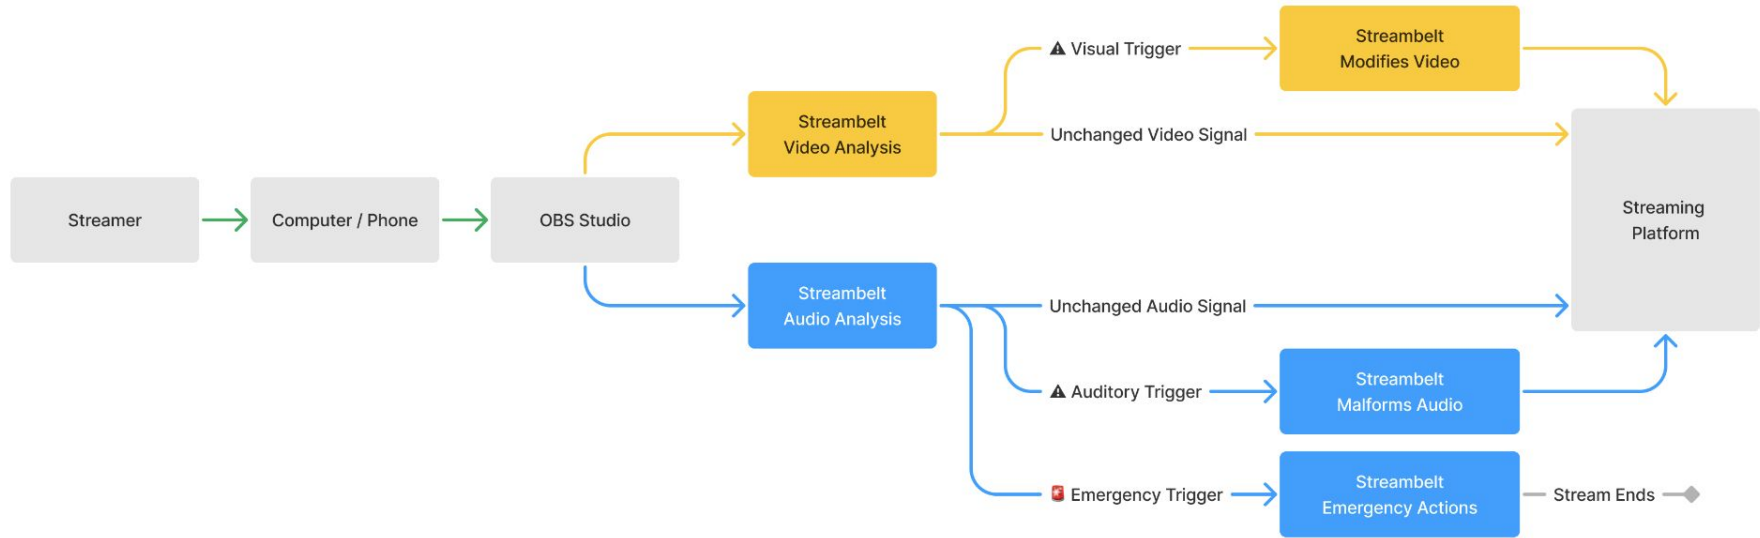 Streamer
Computer / Phone
OBS Studio
Streambelt
Video Analysis
⚠ Visual Trigger
Streambelt
Modifies Video
Unchanged Video Signal
Streambelt
Audio Analysis
Unchanged Audio Signal
⚠ Auditory Trigger
Streambelt
Malforms Audio
🚨 Emergency Trigger
Streambelt
Emergency Actions
Stream Ends
Streaming
Platform